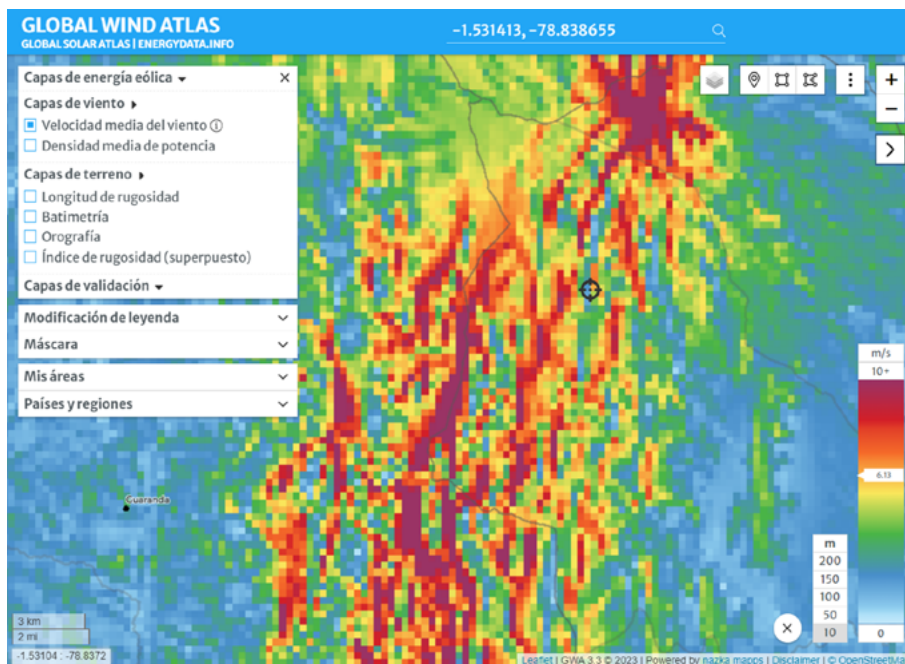 GLOBAL WIND ATLAS
GLOBAL SOLAR ATLAS | ENERGYDATA.INFO
-1.531413,-78.838655
Capas de energía eólica
Capas de viento
Velocidad media del viento
Densidad media de potencia
Capas de terreno
Longitud de rugosidad
Batimetría
Orografía
Índice de rugosidad (superpuesto)
Capas de validación
Modificación de leyenda
Máscara
Mis áreas
Países y regiones
+
−
m/s
10+
6.13
0
Guaranda
m
200
150
100
50
10
3 km
2 mi
-1.53104 : -78.8372
Leaflet | GWA 3.3 © 2023 | Powered by nazka mapps | Disclaimer | © OpenStreetMa